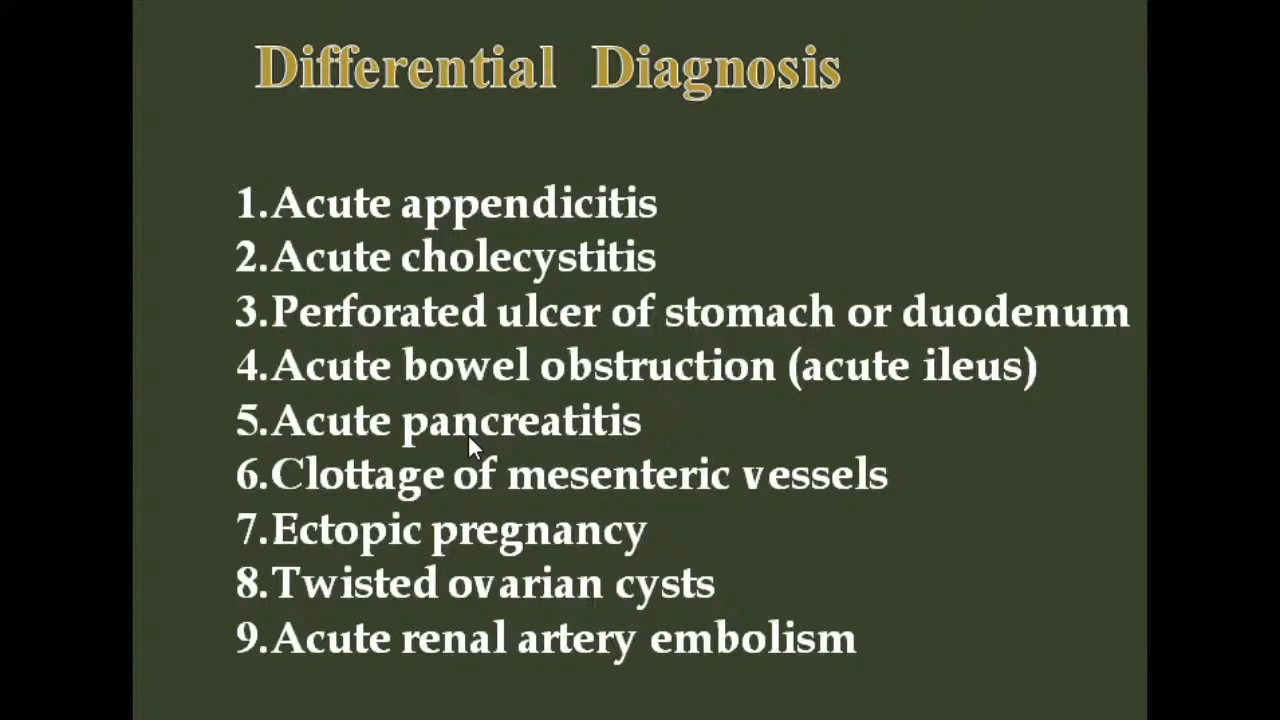 Differential Diagnosis
1.Acute appendicitis
2.Acute cholecystitis
3.Perforated ulcer of stomach or duodenum
4.Acute bowel obstruction (acute ileus)
5.Acute pancreatitis
6.Clottage of mesenteric vessels
7.Ectopic pregnancy
8.Twisted ovarian cysts
9.Acute renal artery embolism